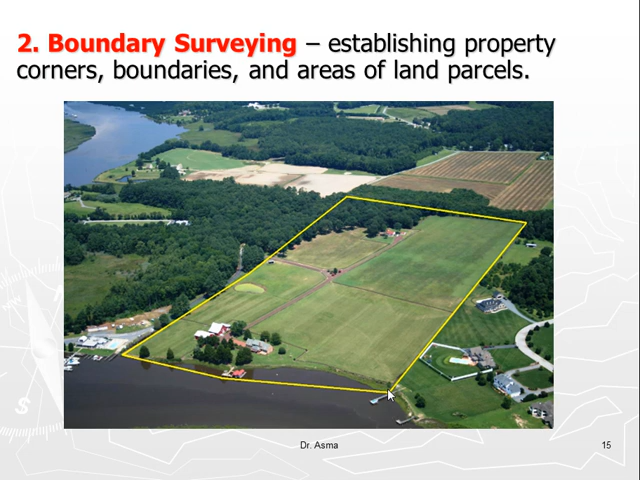 2. Boundary Surveying – establishing property
corners, boundaries, and areas of land parcels.
S
Dr. Asma
15